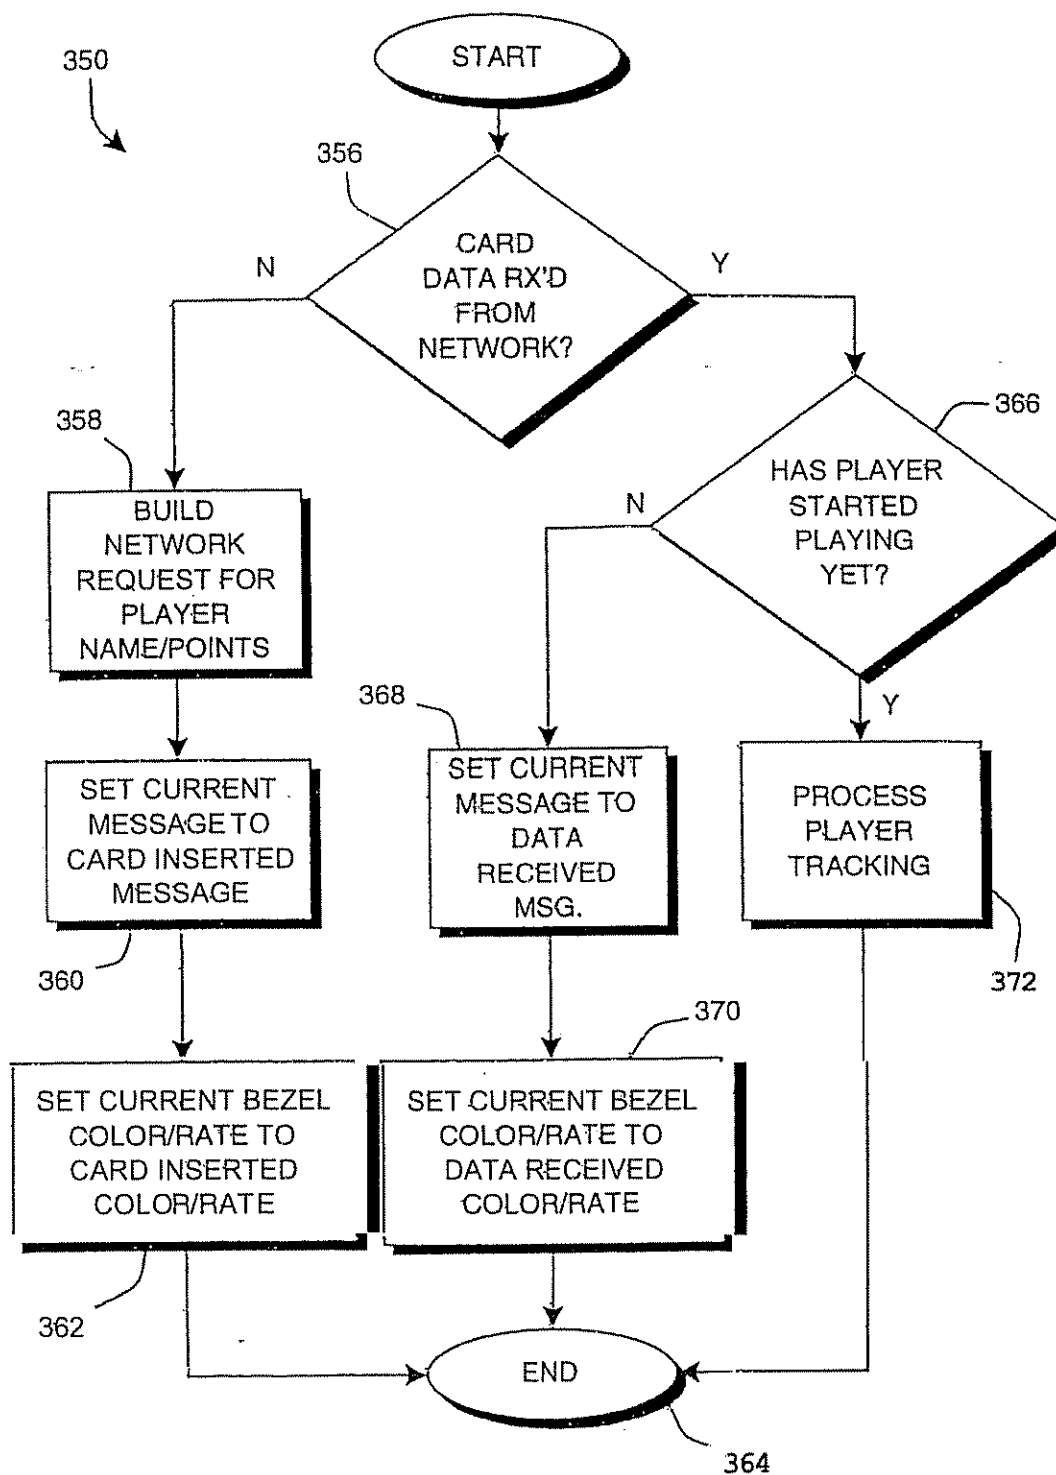 350
START
356
CARD
DATA RX'D
FROM
NETWORK?
N
Y
358
BUILD
NETWORK
REQUEST FOR
PLAYER
NAME/POINTS
366
HAS PLAYER
STARTED
PLAYING
YET?
N
Y
SET CURRENT
MESSAGE TO
CARD INSERTED
MESSAGE
360
368
SET CURRENT
MESSAGE TO
DATA
RECEIVED
MSG.
PROCESS
PLAYER
TRACKING
372
SET CURRENT BEZEL
COLOR/RATE TO
CARD INSERTED
COLOR/RATE
362
370
SET CURRENT BEZEL
COLOR/RATE TO
DATA RECEIVED
COLOR/RATE
END
364